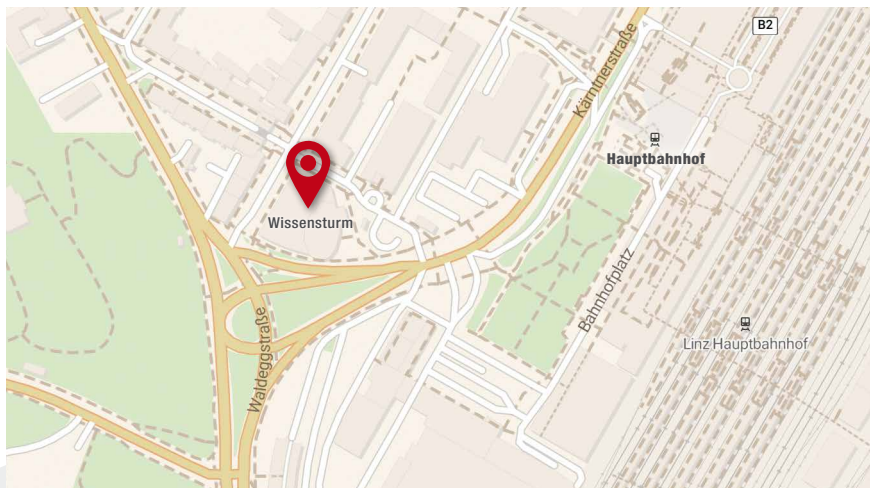 B2
Kärntnerstraße
Hauptbahnhof
Wissensturm
Bahnhofplatz
Linz Hauptbahnhof
Waldeggstraße